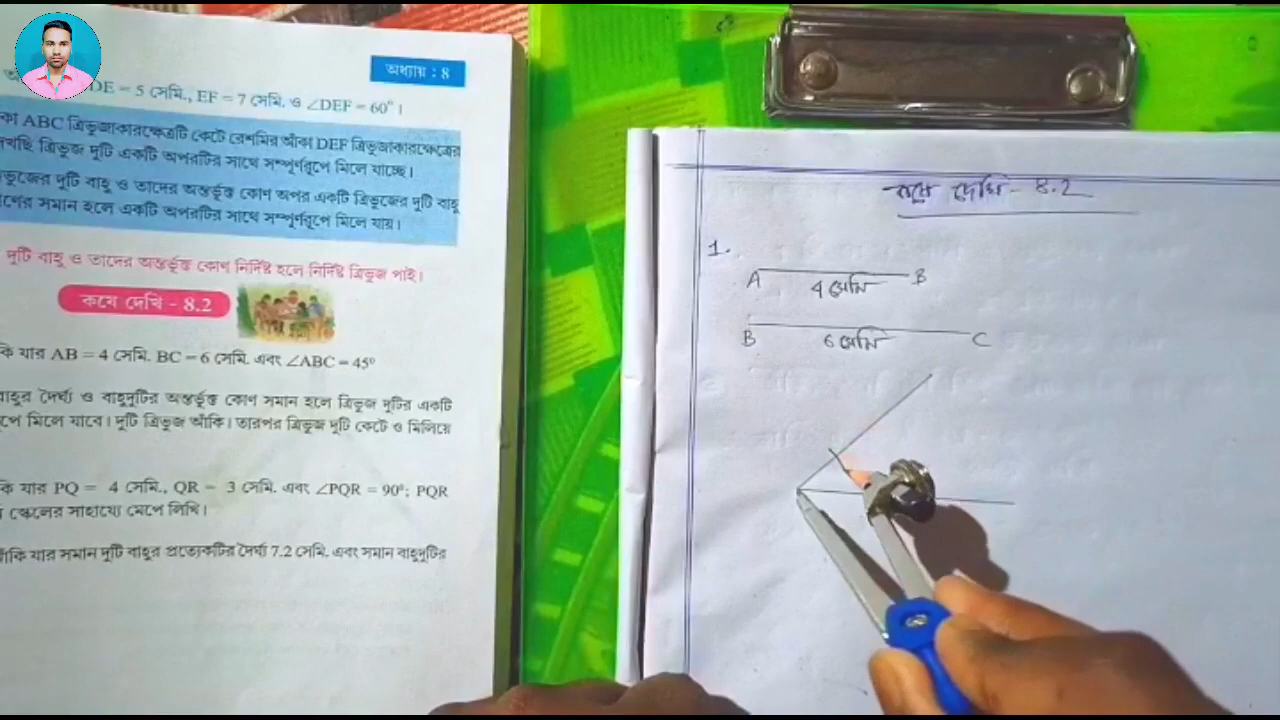 অধ্যায় : 8
DE = 5 সেমি., EF = 7 সেমি. ও ∠DEF = 60° ।
ABC ত্রিভুজাকারক্ষেত্রটি কেটে রেশমির আঁকা DEF ত্রিভুজাকারক্ষেত্রের
ত্রিভুজ দুটি একটি অপরটির সাথে সম্পূর্ণরূপে মিলে যাচ্ছে।
দুটি বাহু ও তাদের অন্তর্ভুক্ত কোণ অপর একটি ত্রিভুজের দুটি বাহু
সমান হলে একটি অপরটির সাথে সম্পূর্ণরূপে মিলে যায়।
দুটি বাহু ও তাদের অন্তর্ভুক্ত কোণ নির্দিষ্ট হলে নির্দিষ্ট ত্রিভুজ পাই।
কষে দেখি - 8.2
যার AB = 4 সেমি. BC = 6 সেমি. এবং ∠ABC = 45°
দৈর্ঘ্য ও বাহুদুটির অন্তর্ভুক্ত কোণ সমান হলে ত্রিভুজ দুটির একটি
মিলে যাবে। দুটি ত্রিভুজ আঁকি। তারপর ত্রিভুজ দুটি কেটে ও মিলিয়ে
যার PQ = 4 সেমি., QR = 3 সেমি. এবং ∠PQR = 90°; PQR
স্কেলের সাহায্যে মেপে লিখি।
যার সমান দুটি বাহুর প্রত্যেকটির দৈর্ঘ্য 7.2 সেমি. এবং সমান বাহুদুটির
কষে দেখি - 8.2
1.
A 4 সেমি B
B 6 সেমি C